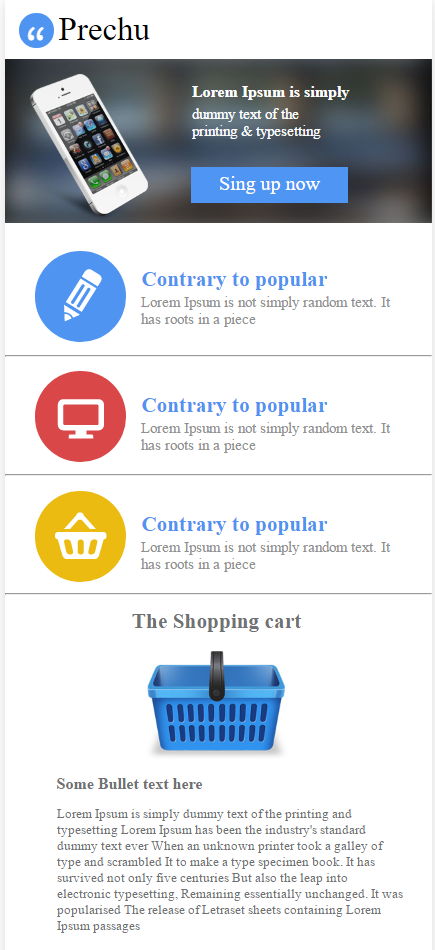 Prechu
Lorem Ipsum is simply
dummy text of the
printing & typesetting
Sing up now
Contrary to popular
Lorem Ipsum is not simply random text. It
has roots in a piece
Contrary to popular
Lorem Ipsum is not simply random text. It
has roots in a piece
Contrary to popular
Lorem Ipsum is not simply random text. It
has roots in a piece
The Shopping cart
Some Bullet text here
Lorem Ipsum is simply dummy text of the printing and
typesetting Lorem Ipsum has been the industry's standard
dummy text ever When an unknown printer took a galley of
type and scrambled It to make a type specimen book. It has
survived not only five centuries But also the leap into
electronic typesetting, Remaining essentially unchanged. It was
popularised The release of Letraset sheets containing Lorem
Ipsum passages